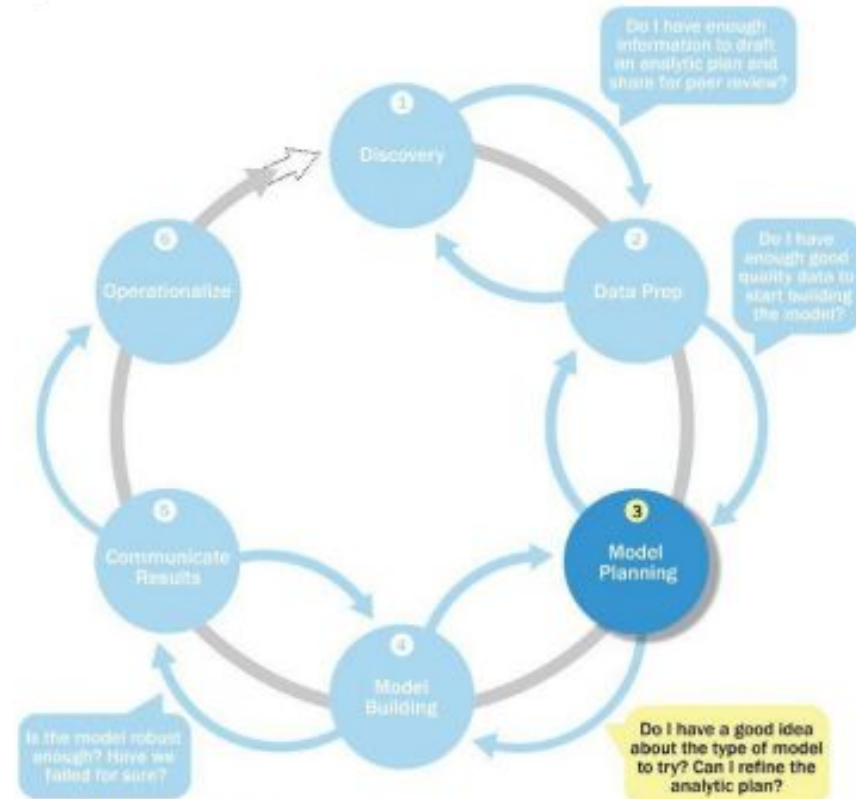 Do I have enough
information to draft
an analytic plan and
share for peer review?
1
Discovery
2
Data Prep
Do I have
enough good
quality data to
start building
the model?
3
Model
Planning
Do I have a good idea
about the type of model
to try? Can I refine the
analytic plan?
4
Model
Building
Is the model robust
enough? Have we
failed for sure?
5
Communicate
Results
6
Operationalize